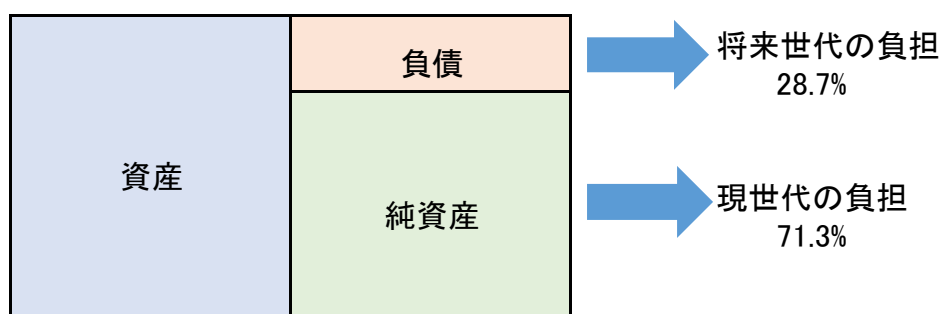 資産
負債
純資産
将来世代の負担
28.7%
現世代の負担
71.3%